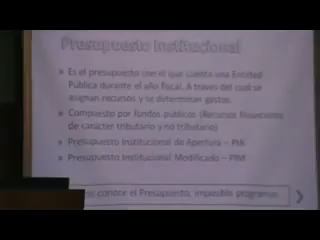 Presupuesto Institucional
» Es el presupuesto con el que cuenta una Entidad
Pública durante el año fiscal. A través del cual se
asignan recursos y se determinan gastos.
» Compuesto por fondos públicos (Recursos financieros
de carácter tributario y no tributario)
» Presupuesto Institucional de Apertura – PIA
» Presupuesto Institucional Modificado – PIM
conocer el Presupuesto, imposible programar